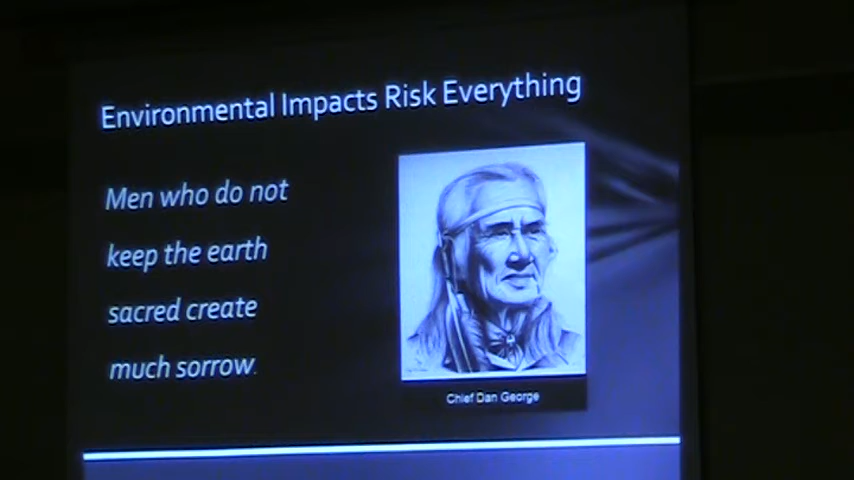 Environmental Impacts Risk Everything
Men who do not
keep the earth
sacred create
much sorrow.
Chief Dan George